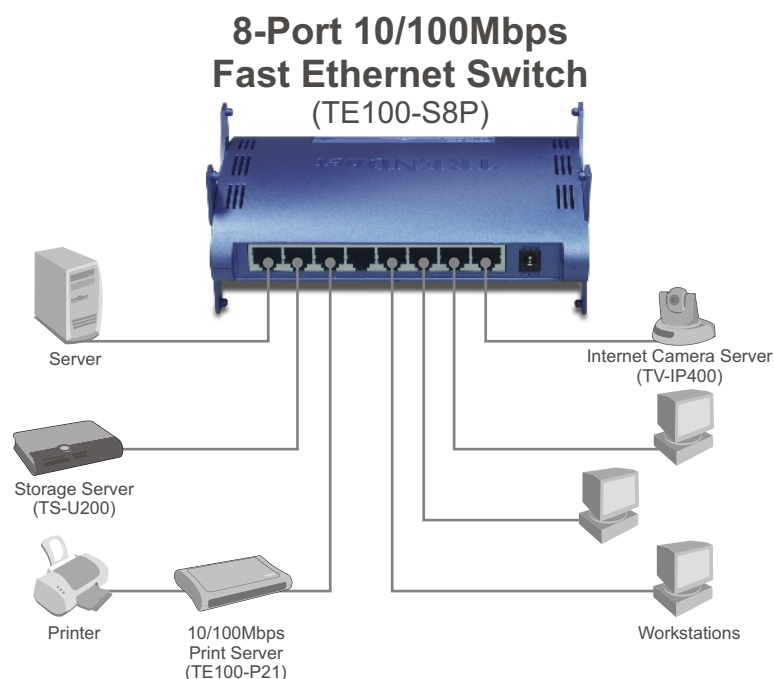 8-Port 10/100Mbps
Fast Ethernet Switch
(TE100-S8P)
TRENDnet
Server
Internet Camera Server
(TV-IP400)
Storage Server
(TS-U200)
Printer
10/100Mbps
Print Server
(TE100-P21)
Workstations